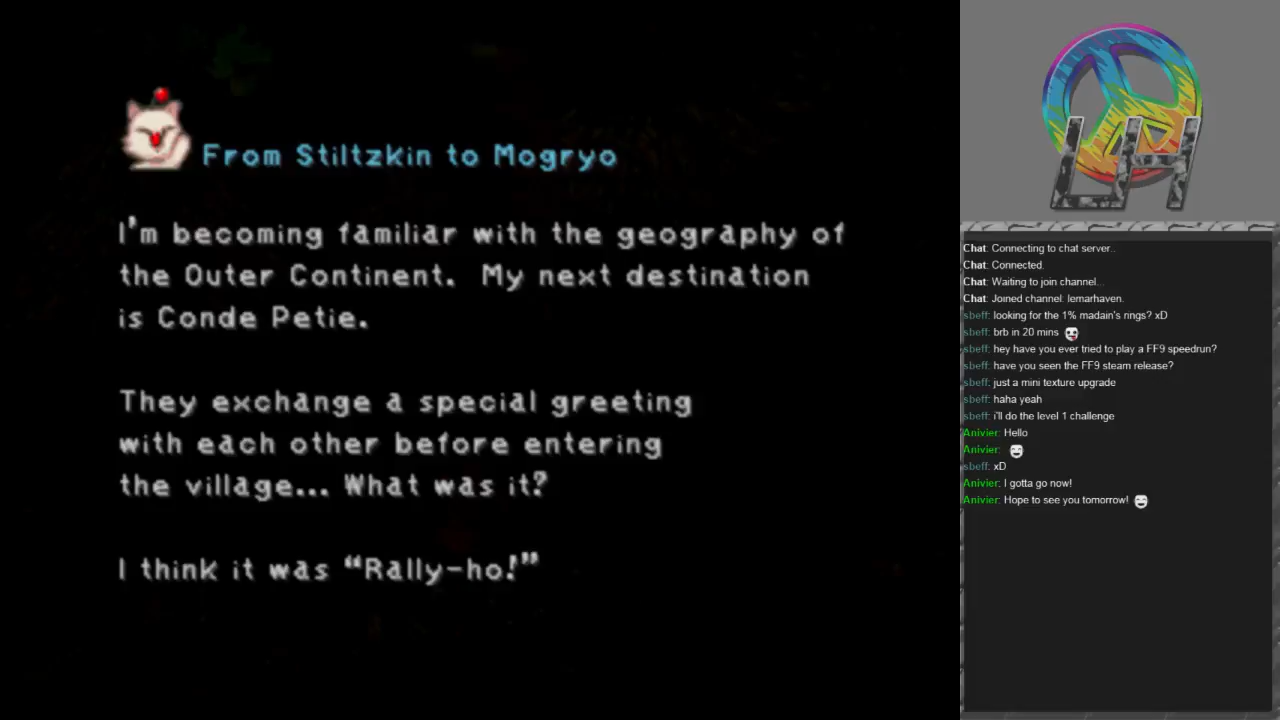 From Stiltzkin to Mogryo
I'm becoming familiar with the geography of
the Outer Continent.  My next destination
is Conde Petie.
They exchange a special greeting
with each other before entering
the village... What was it?
I think it was “Rally-ho!”
LH
Chat: Connecting to chat server..
Chat: Connected.
Chat: Waiting to join channel...
Chat: Joined channel: lemarhaven.
sbeff: looking for the 1% madain's rings? xD
sbeff: brb in 20 mins
sbeff: hey have you ever tried to play a FF9 speedrun?
sbeff: have you seen the FF9 steam release?
sbeff: just a mini texture upgrade
sbeff: haha yeah
sbeff: i'll do the level 1 challenge
Anivier: Hello
Anivier:
sbeff: xD
Anivier: I gotta go now!
Anivier: Hope to see you tomorrow!